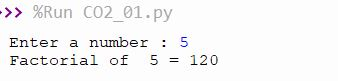 >>> %Run CO2_01.py
Enter a number : 5
Factorial of  5 = 120